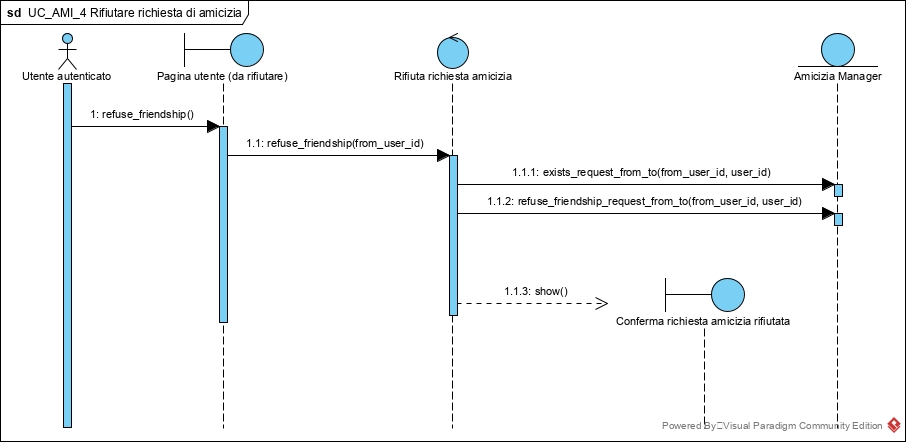 sd UC_AMI_4 Rifiutare richiesta di amicizia
Utente autenticato
Pagina utente (da rifiutare)
Rifiuta richiesta amicizia
Amicizia Manager
1: refuse_friendship()
1.1: refuse_friendship(from_user_id)
1.1.1: exists_request_from_to(from_user_id, user_id)
1.1.2: refuse_friendship_request_from_to(from_user_id, user_id)
1.1.3: show()
Conferma richiesta amicizia rifiutata
Powered By Visual Paradigm Community Edition